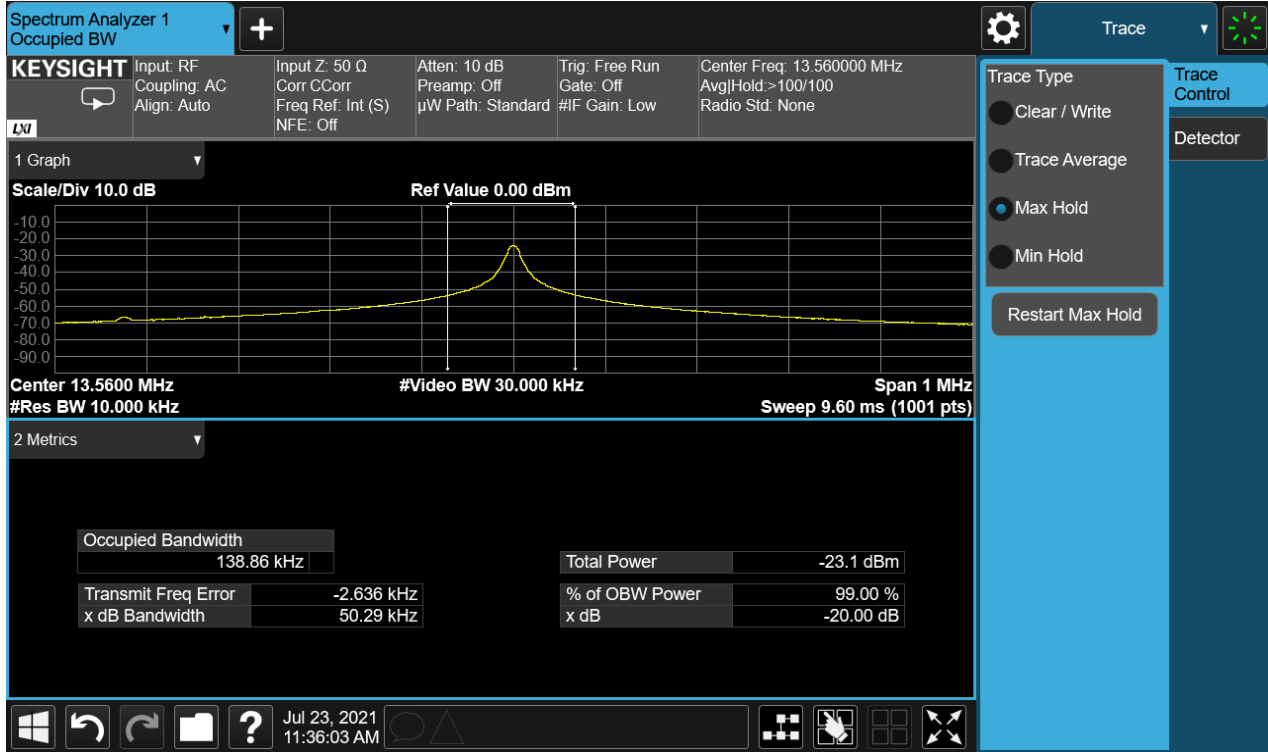 Spectrum Analyzer 1
Occupied BW
Trace
KEYSIGHT
LXI
Input: RF
Coupling: AC
Align: Auto
Input Z: 50 Ω
Corr CCorr
Freq Ref: Int (S)
NFE: Off
Atten: 10 dB
Preamp: Off
µW Path: Standard
#IF Gain: Low
Trig: Free Run
Gate: Off
Center Freq: 13.560000 MHz
Avg|Hold:>100/100
Radio Std: None
1 Graph
Scale/Div 10.0 dB
Ref Value 0.00 dBm
-10.0
-20.0
-30.0
-40.0
-50.0
-60.0
-70.0
-80.0
-90.0
Center 13.5600 MHz
#Video BW 30.000 kHz
Span 1 MHz
#Res BW 10.000 kHz
Sweep 9.60 ms (1001 pts)
2 Metrics
Occupied Bandwidth
138.86 kHz
Transmit Freq Error -2.636 kHz
x dB Bandwidth 50.29 kHz
Total Power -23.1 dBm
% of OBW Power 99.00 %
x dB -20.00 dB
Trace Type
Clear / Write
Trace Average
Max Hold
Min Hold
Restart Max Hold
Trace
Control
Detector
?
Jul 23, 2021
11:36:03 AM